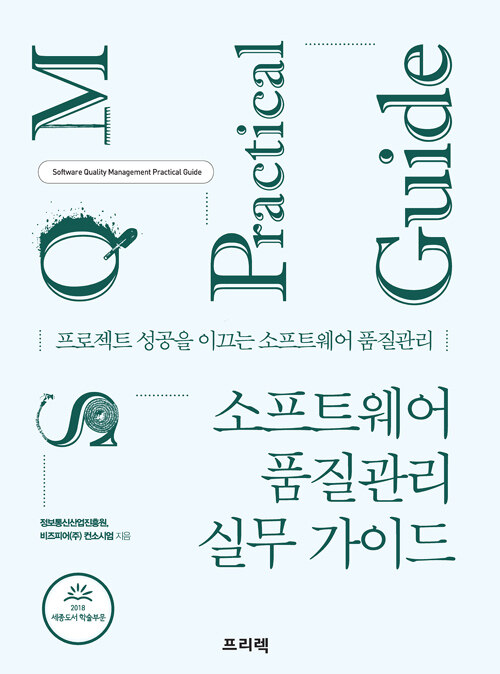 SQM
Practical
Guide
Software Quality Management Practical Guide
프로젝트 성공을 이끄는 소프트웨어 품질관리
소프트웨어
품질관리
실무 가이드
정보통신산업진흥원,
비즈피어(주) 컨소시엄 지음
2018
세종도서 학술부문
프리렉